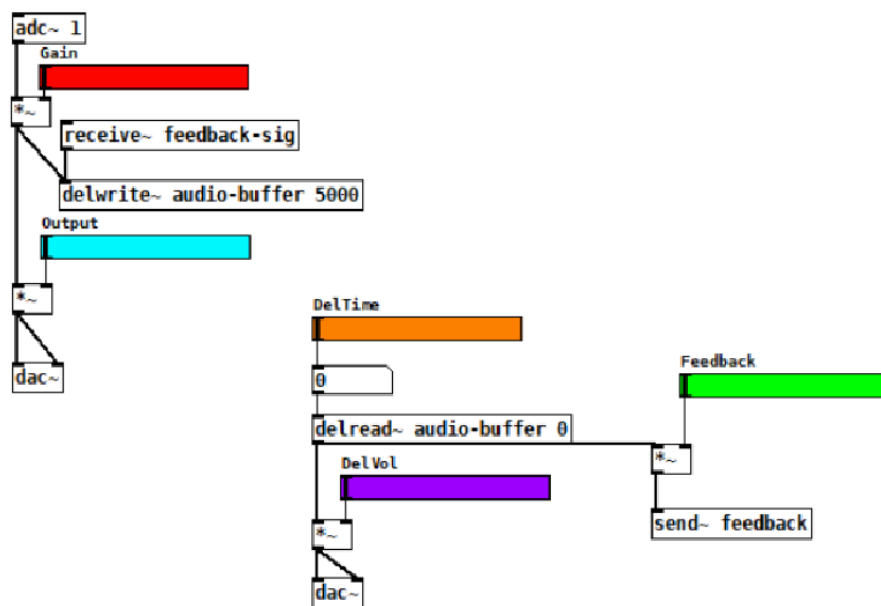 adc~ 1
Gain
*~
receive~ feedback-sig
delwrite~ audio-buffer 5000
Output
*~
dac~
DelTime
0
delread~ audio-buffer 0
DelVol
*~
dac~
Feedback
*~
send~ feedback